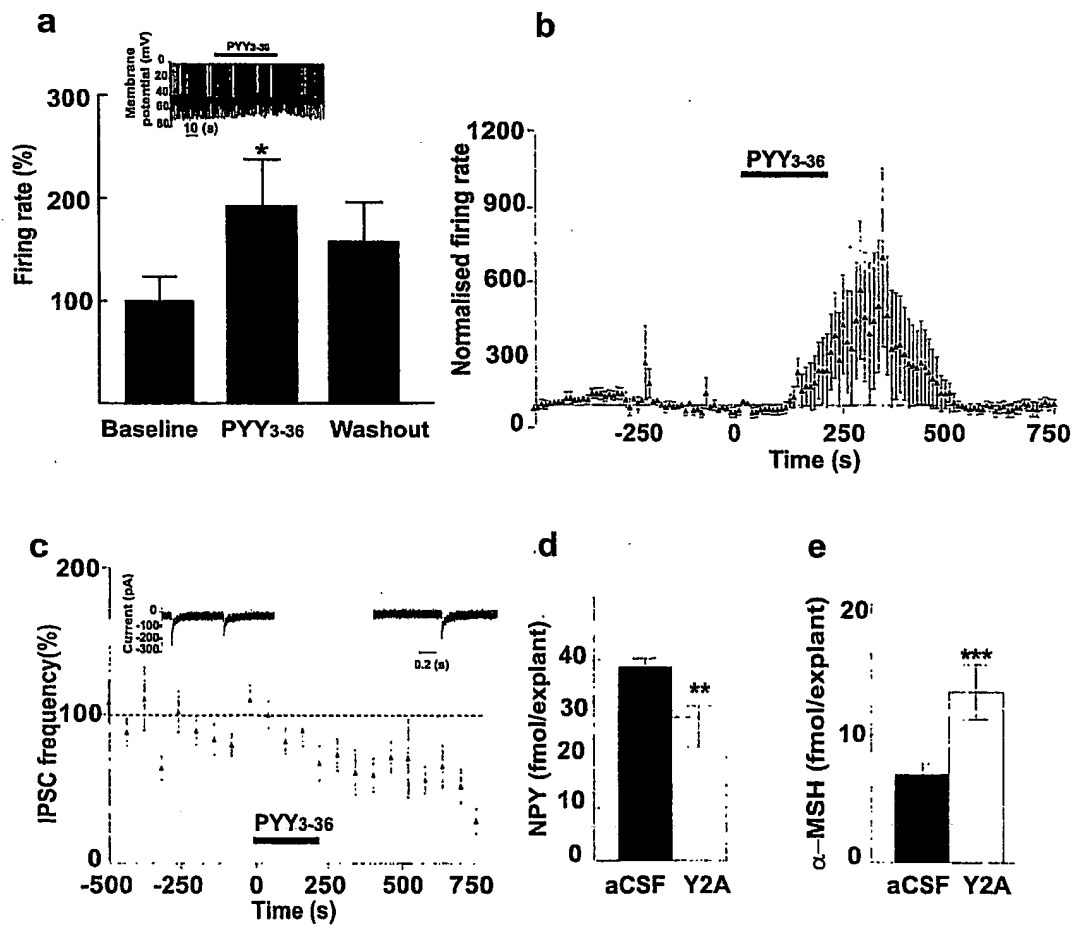 a
PYY3-36
Membrane
potential (mV)
0
20
40
60
80
10 (s)
300
200
100
Firing rate (%)
*
Baseline
PYY3-36
Washout
b
1200
900
600
300
0
Normalised firing rate
PYY3-36
-250
0
250
500
750
Time (s)
c
200
100
0
IPSC frequency(%)
Current (pA)
0
-100
-200
-300
0.2 (s)
PYY3-36
-500
-250
0
250
500
750
Time (s)
d
40
30
20
10
0
NPY (fmol/explant)
**
aCSF
Y2A
e
20
10
0
α–MSH (fmol/explant)
***
aCSF
Y2A